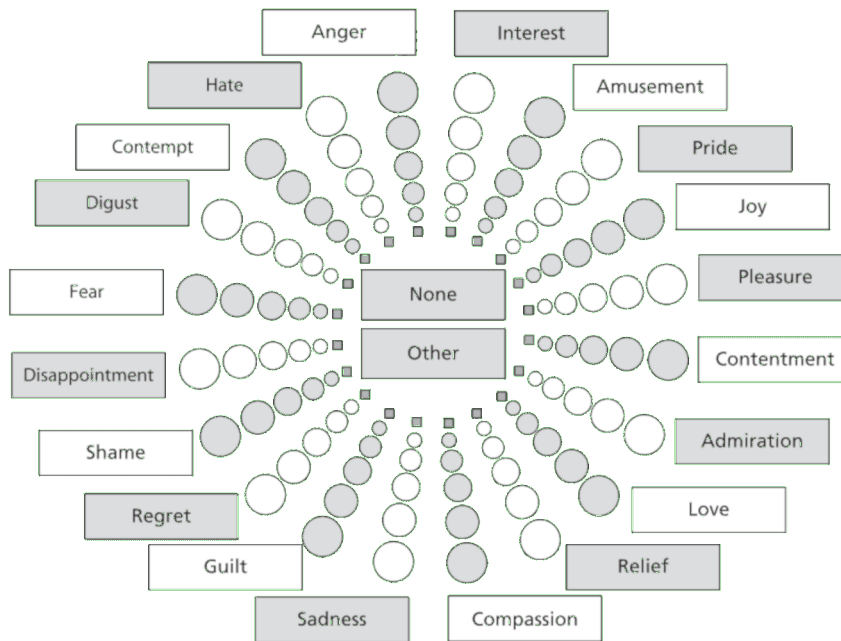 Anger
Interest
Hate
Amusement
Contempt
Pride
Digust
Joy
Fear
None
Pleasure
Other
Disappointment
Contentment
Shame
Admiration
Regret
Love
Guilt
Relief
Sadness
Compassion